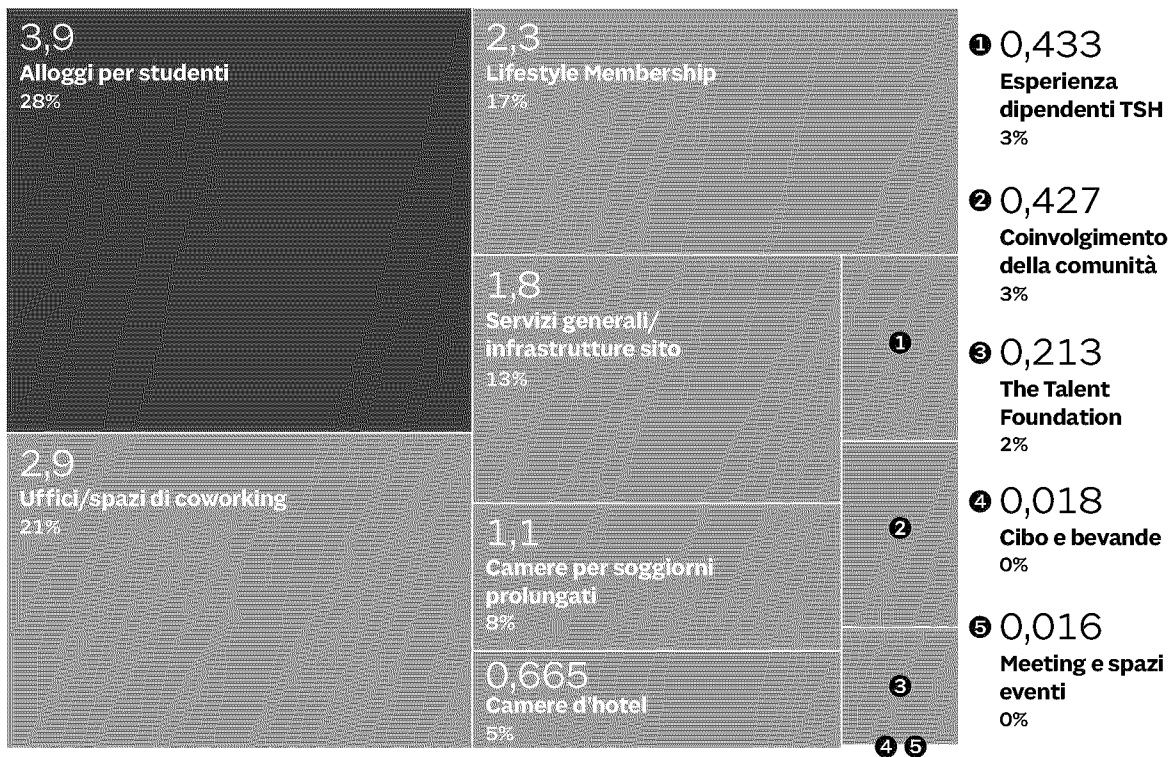 3,9
Alloggi per studenti
28%
2,9
Uffici/spazi di coworking
21%
2,3
Lifestyle Membership
17%
1,8
Servizi generali/
infrastrutture sito
13%
1,1
Camere per soggiorni
prolungati
8%
0,665
Camere d'hotel
5%
1
2
3
4 5
1 0,433
Esperienza
dipendenti TSH
3%
2 0,427
Coinvolgimento
della comunità
3%
3 0,213
The Talent
Foundation
2%
4 0,018
Cibo e bevande
0%
5 0,016
Meeting e spazi
eventi
0%